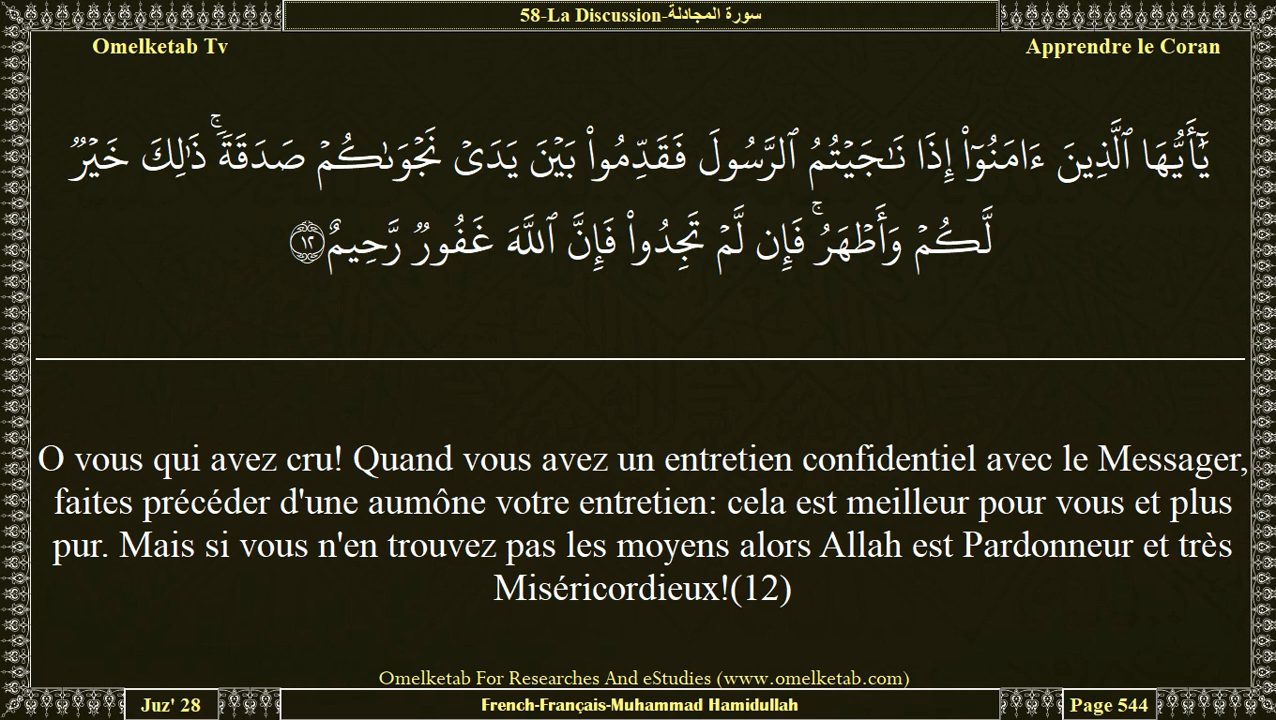 58-La Discussion-سورة المجادلة
Omelketab Tv
Apprendre le Coran
يَٰٓأَيُّهَا ٱلَّذِينَ ءَامَنُوٓا۟ إِذَا نَٰجَيْتُمُ ٱلرَّسُولَ فَقَدِّمُوا۟ بَيْنَ يَدَىْ نَجْوَىٰكُمْ صَدَقَةً ۚ ذَٰلِكَ خَيْرٌ
لَّكُمْ وَأَطْهَرُ ۚ فَإِن لَّمْ تَجِدُوا۟ فَإِنَّ ٱللَّهَ غَفُورٌ رَّحِيمٌ ١٢
O vous qui avez cru! Quand vous avez un entretien confidentiel avec le Messager,
faites précéder d'une aumône votre entretien: cela est meilleur pour vous et plus
pur. Mais si vous n'en trouvez pas les moyens alors Allah est Pardonneur et très
Miséricordieux!(12)
Omelketab For Researches And eStudies (www.omelketab.com)
Juz' 28
French-Français-Muhammad Hamidullah
Page 544